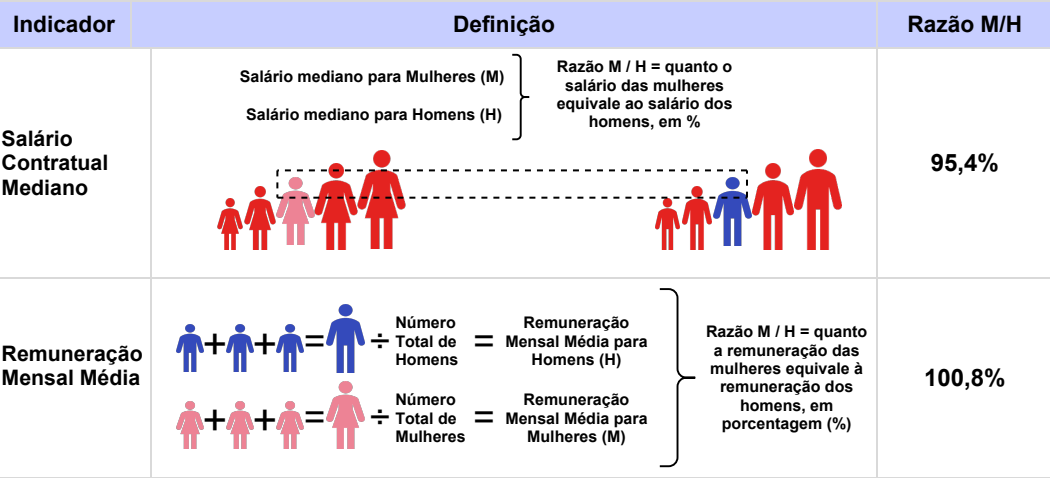 Indicador
Definição
Razão M/H
Salário
Contratual
Mediano
Salário mediano para Mulheres (M)
Salário mediano para Homens (H)
Razão M / H = quanto o
salário das mulheres
equivale ao salário dos
homens, em %
95,4%
Remuneração
Mensal Média
+ + = ÷
Número
Total de
Homens
=
Remuneração
Mensal Média para
Homens (H)
+ + = ÷
Número
Total de
Mulheres
=
Remuneração
Mensal Média para
Mulheres (M)
Razão M / H = quanto
a remuneração das
mulheres equivale à
remuneração dos
homens, em
porcentagem (%)
100,8%